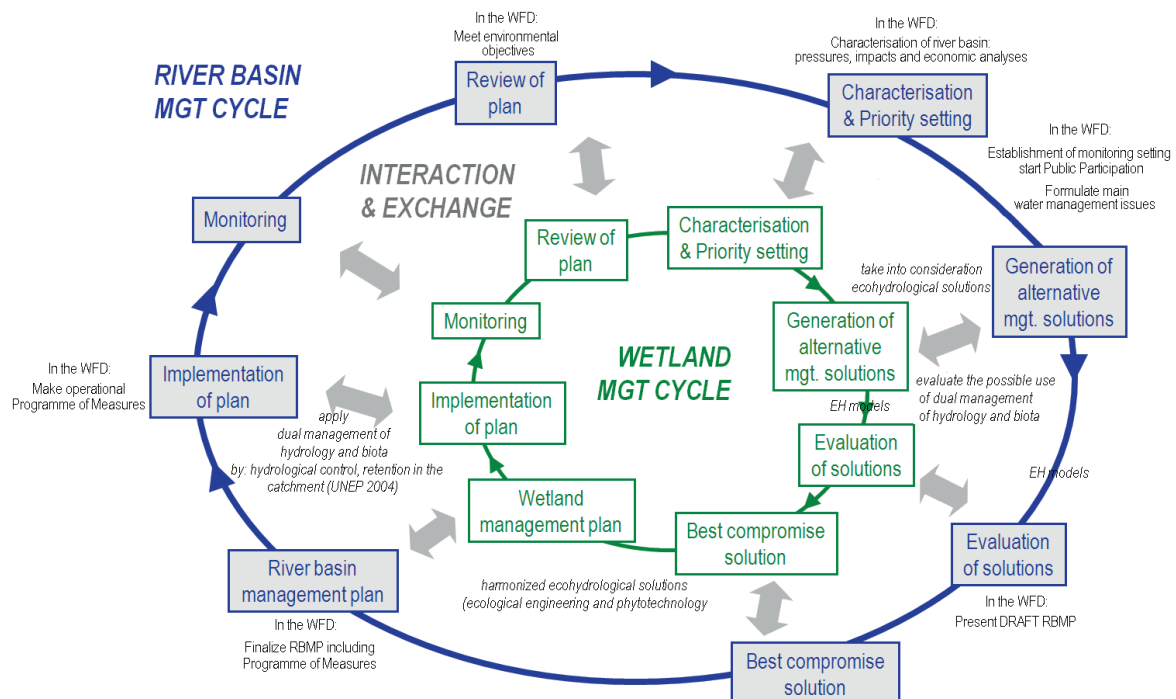 In the WFD:
Meet environmental
objectives
In the WFD:
Characterisation of river basin:
pressures, impacts and economic analyses
RIVER BASIN
MGT CYCLE
Review of
plan
Characterisation
& Priority setting
In the WFD:
Establishment of monitoring setting
start Public Participation
Formulate main
water management issues
INTERACTION
& EXCHANGE
Monitoring
Review of
plan
Characterisation
& Priority setting
take into consideration
ecohydrological solutions
Generation of
alternative
mgt. solutions
Monitoring
Generation of
alternative
mgt. solutions
WETLAND
MGT CYCLE
In the WFD:
Make operational
Programme of Measures
Implementation
of plan
Implementation
of plan
evaluate the possible use
of dual management
of hydrology and biota
EH models
apply
dual management of
hydrology and biota
by: hydrological control, retention in the
catchment (UNEP 2004)
Evaluation
of solutions
EH models
Wetland
management plan
Best compromise
solution
Evaluation
of solutions
River basin
management plan
harmonized ecohydrological solutions
(ecological engineering and phytotechnology
In the WFD:
Present DRAFT RBMP
In the WFD:
Finalize RBMP including
Programme of Measures
Best compromise
solution